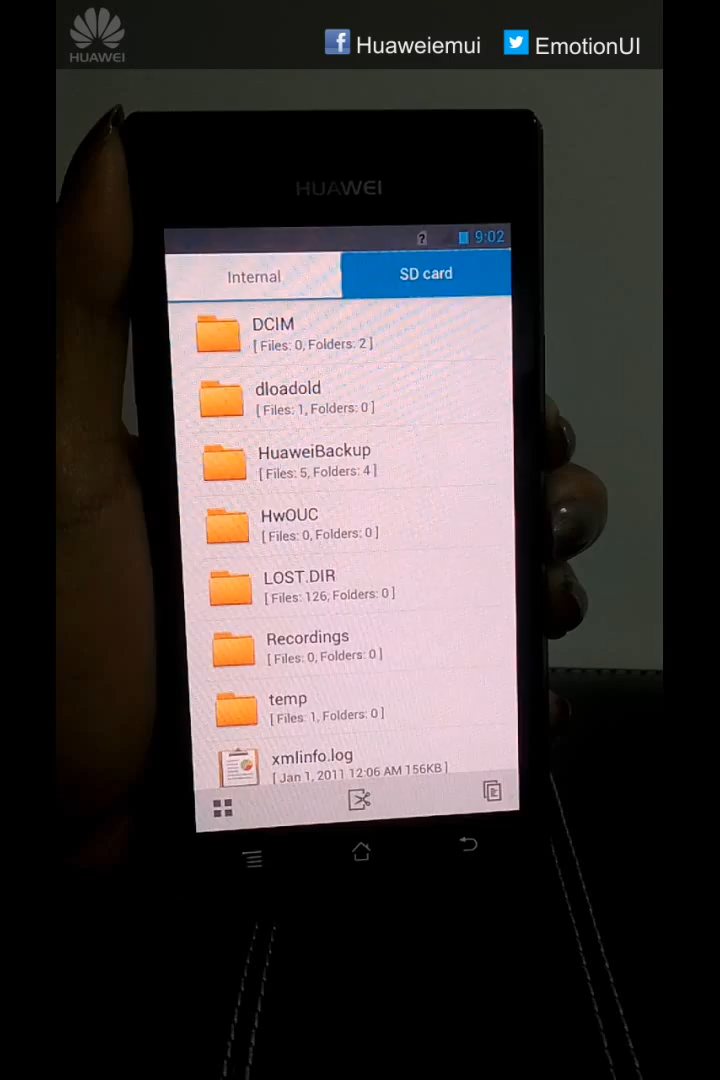 HUAWEI
Huaweiemui EmotionUI
HUAWEI
9:02
Internal SD card
DCIM
[ Files: 0, Folders: 2 ]
dloadold
[ Files: 1, Folders: 0 ]
HuaweiBackup
[ Files: 5, Folders: 4 ]
HwOUC
[ Files: 0, Folders: 0 ]
LOST.DIR
[ Files: 126, Folders: 0 ]
Recordings
[ Files: 0, Folders: 0 ]
temp
[ Files: 1, Folders: 0 ]
xmlinfo.log
[ Jan 1, 2011 12:06 AM 156KB ]